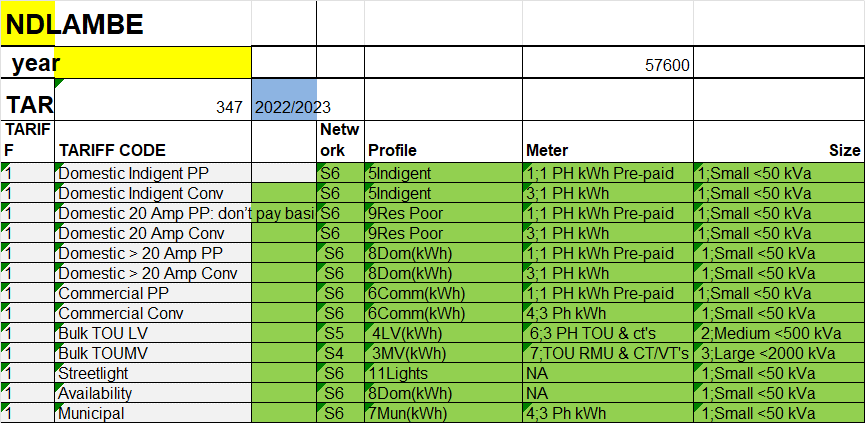 NDLAMBE
year 57600
TAR 347 2022/2023
TARIF F TARIFF CODE Netw ork Profile Meter Size
1 Domestic Indigent PP S6 5Indigent 1;1 PH kWh Pre-paid 1;Small <50 kVa
1 Domestic Indigent Conv S6 5Indigent 3;1 PH kWh 1;Small <50 kVa
1 Domestic 20 Amp PP: don't pay basi S6 9Res Poor 1;1 PH kWh Pre-paid 1;Small <50 kVa
1 Domestic 20 Amp Conv S6 9Res Poor 3;1 PH kWh 1;Small <50 kVa
1 Domestic > 20 Amp PP S6 8Dom(kWh) 1;1 PH kWh Pre-paid 1;Small <50 kVa
1 Domestic > 20 Amp Conv S6 8Dom(kWh) 3;1 PH kWh 1;Small <50 kVa
1 Commercial PP S6 6Comm(kWh) 1;1 PH kWh Pre-paid 1;Small <50 kVa
1 Commercial Conv S6 6Comm(kWh) 4;3 Ph kWh 1;Small <50 kVa
1 Bulk TOU LV S5 4LV(kWh) 6;3 PH TOU & ct's 2;Medium <500 kVa
1 Bulk TOUMV S4 3MV(kWh) 7;TOU RMU & CT/VT's 3;Large <2000 kVa
1 Streetlight S6 11Lights NA 1;Small <50 kVa
1 Availability S6 8Dom(kWh) NA 1;Small <50 kVa
1 Municipal S6 7Mun(kWh) 4;3 Ph kWh 1;Small <50 kVa